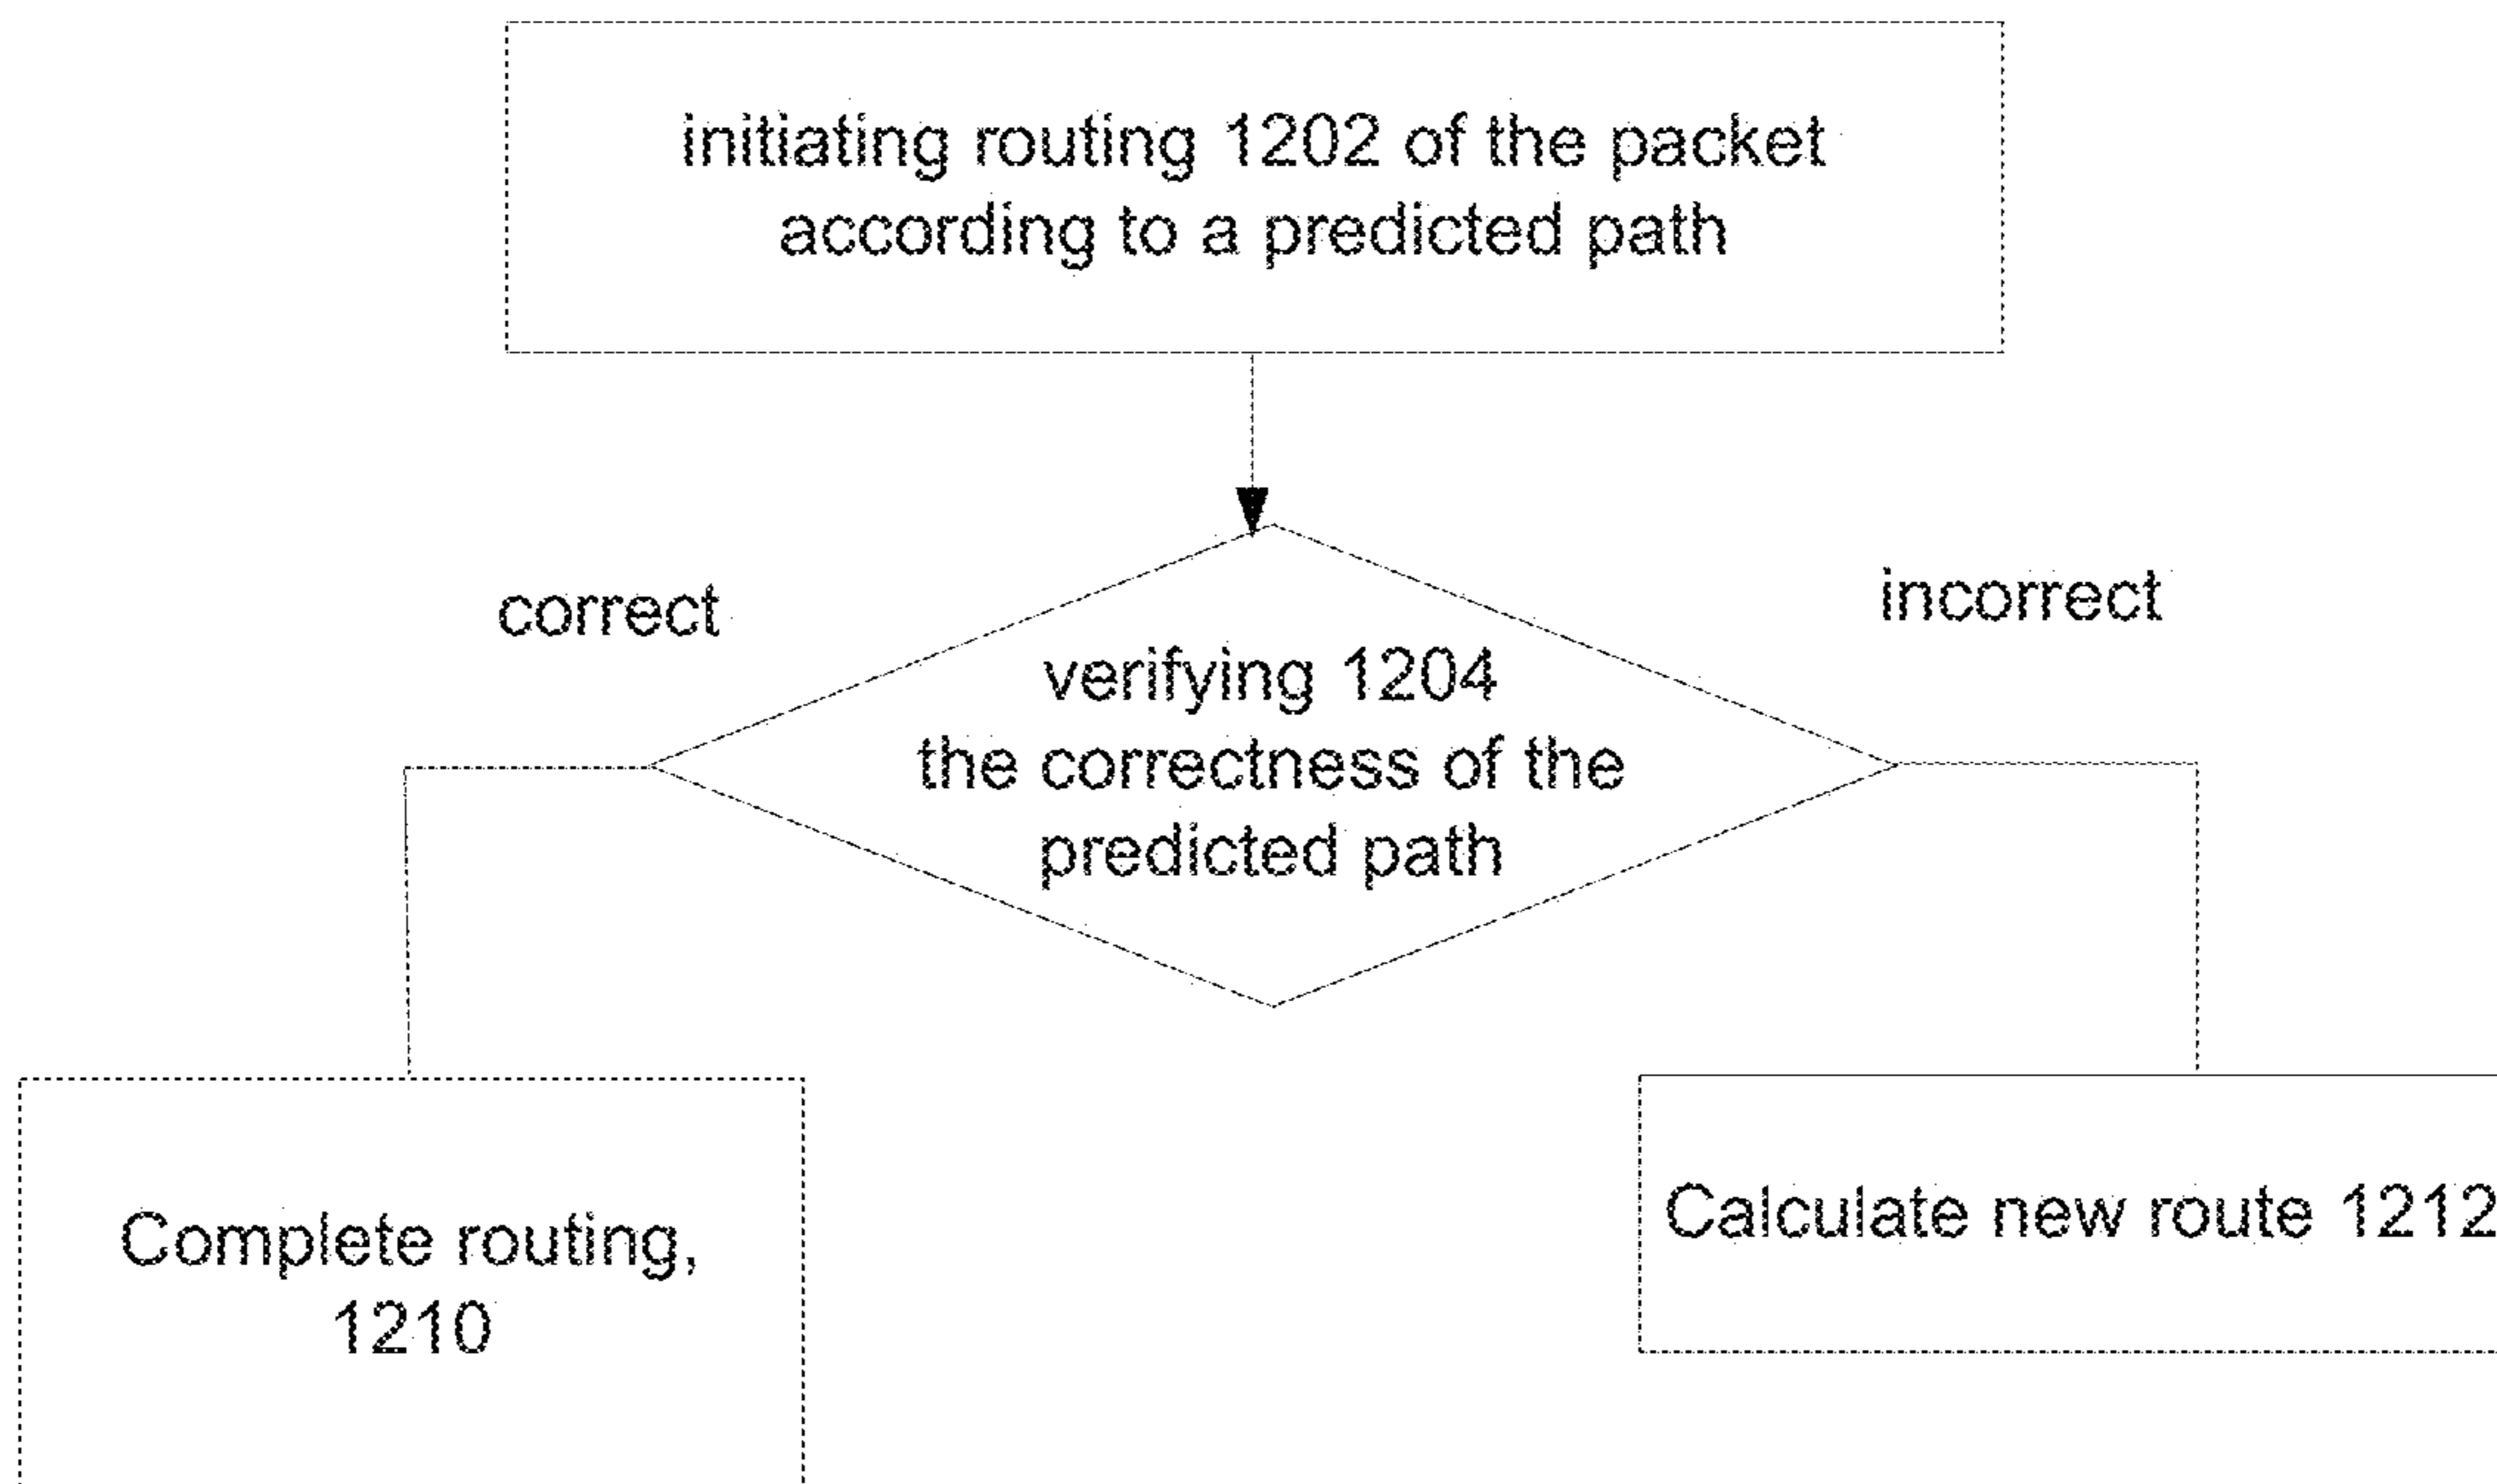 initiating routing 1202 of the packet
according to a predicted path
correct
incorrect
verifying 1204
the correctness of the
predicted path
Complete routing,
1210
Calculate new route 1212